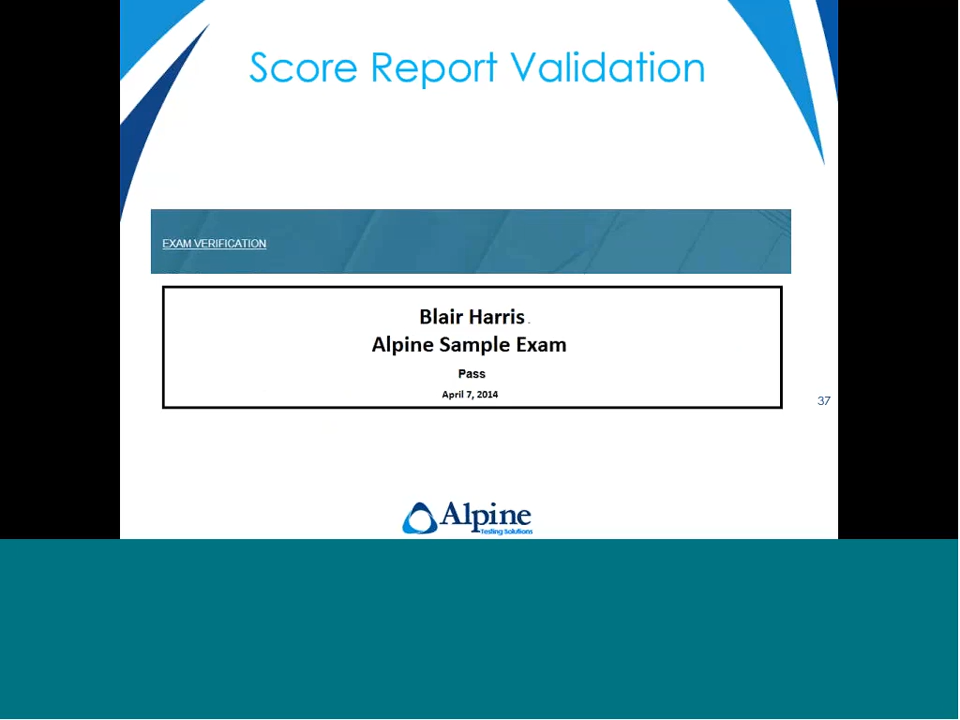 Score Report Validation
EXAM VERIFICATION
Blair Harris.
Alpine Sample Exam
Pass
April 7, 2014
37
Alpine
Testing Solutions